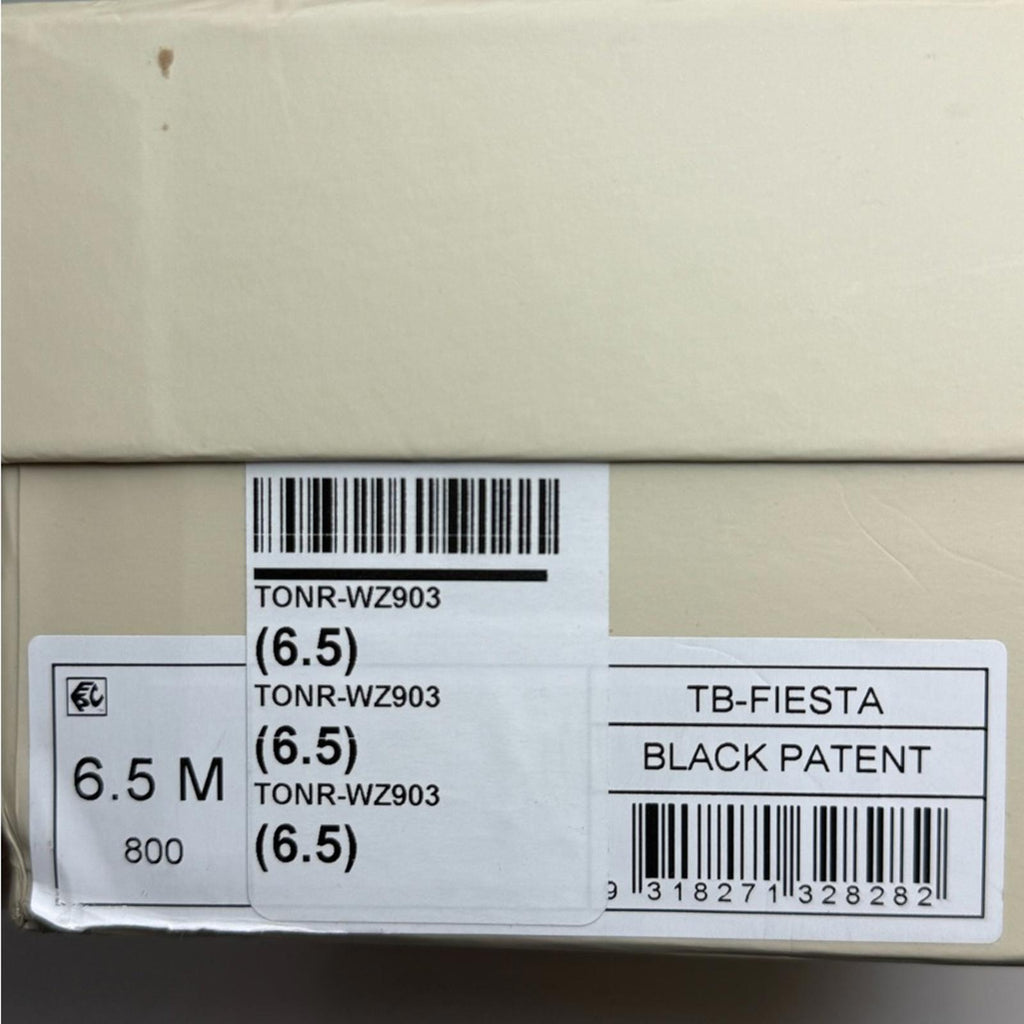 TONR-WZ903
(6.5)
TONR-WZ903
(6.5)
TONR-WZ903
(6.5)
6.5 M
800
TB-FIESTA
BLACK PATENT
9 318271 328282